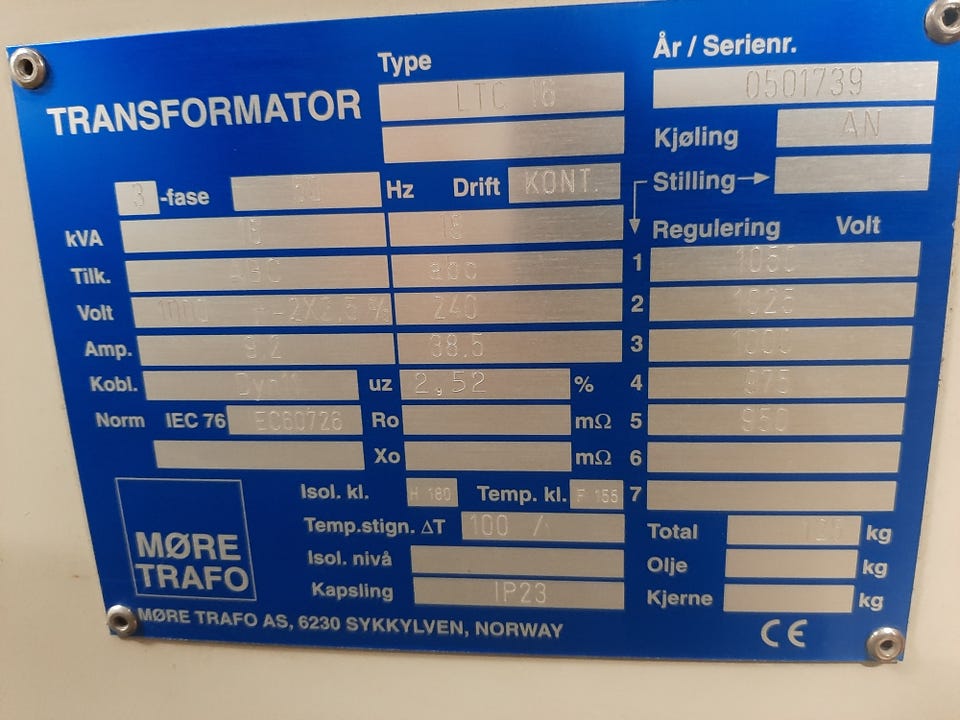 Type
LTC 16
År / Serienr.
0501739
TRANSFORMATOR
Kjøling AN
3 -fase 50 Hz Drift KONT.
Stilling
kVA 16 16
Regulering Volt
Tilk. ABC abc
1 1050
Volt 1000 +-2X2,5 % 240
2 1025
Amp. 9,2 38,5
3 1000
Kobl. Dyn11 uz 2,52 %
4 975
Norm IEC 76 EC60726 Ro mΩ
5 950
Xo mΩ
6
Isol. kl. H 180 Temp. kl. F 155
7
Temp.stign. ΔT 100 /
Total kg
Isol. nivå
Olje kg
Kapsling IP23
Kjerne kg
MØRE
TRAFO
MØRE TRAFO AS, 6230 SYKKYLVEN, NORWAY
CE